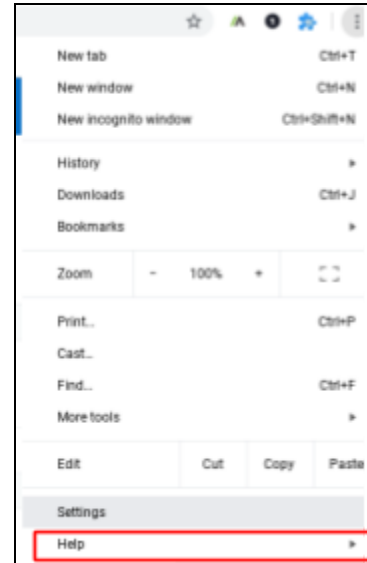 New tab Ctrl+T
New window Ctrl+N
New incognito window Ctrl+Shift+N
History
Downloads Ctrl+J
Bookmarks
Zoom - 100% +
Print... Ctrl+P
Cast...
Find... Ctrl+F
More tools
Edit Cut Copy Paste
Settings
Help